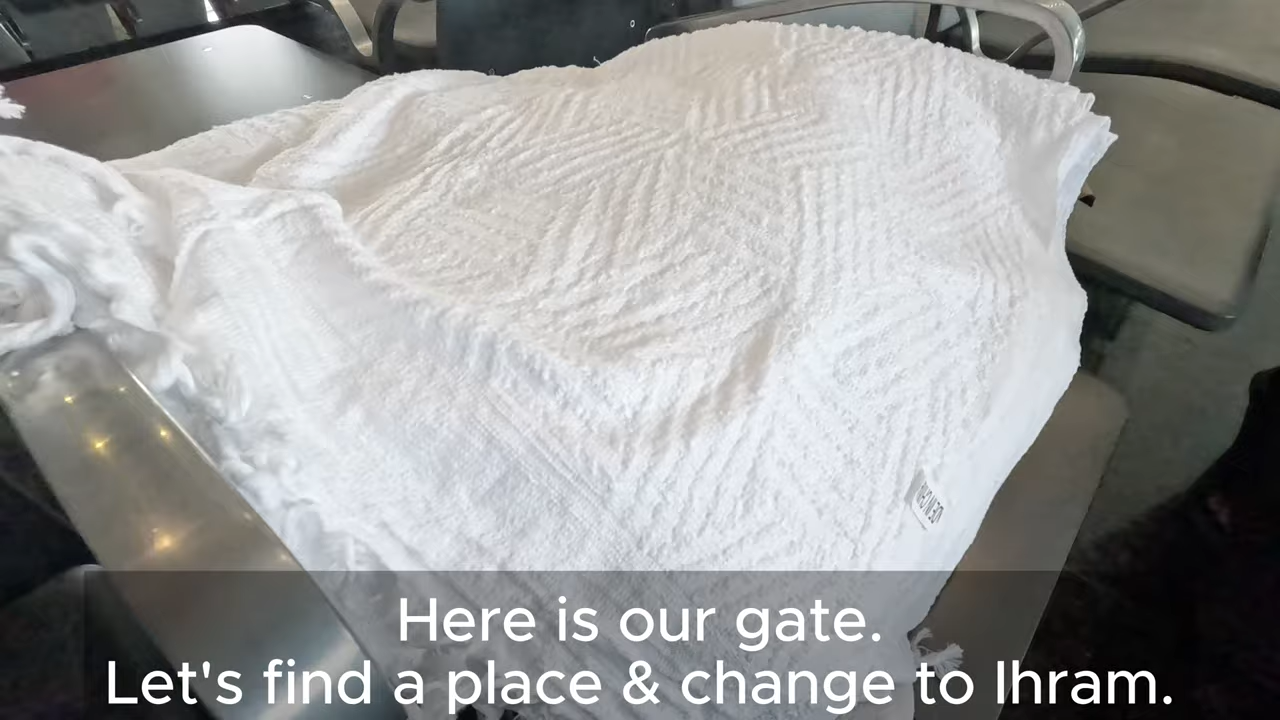 Here is our gate.
Let's find a place & change to Ihram.